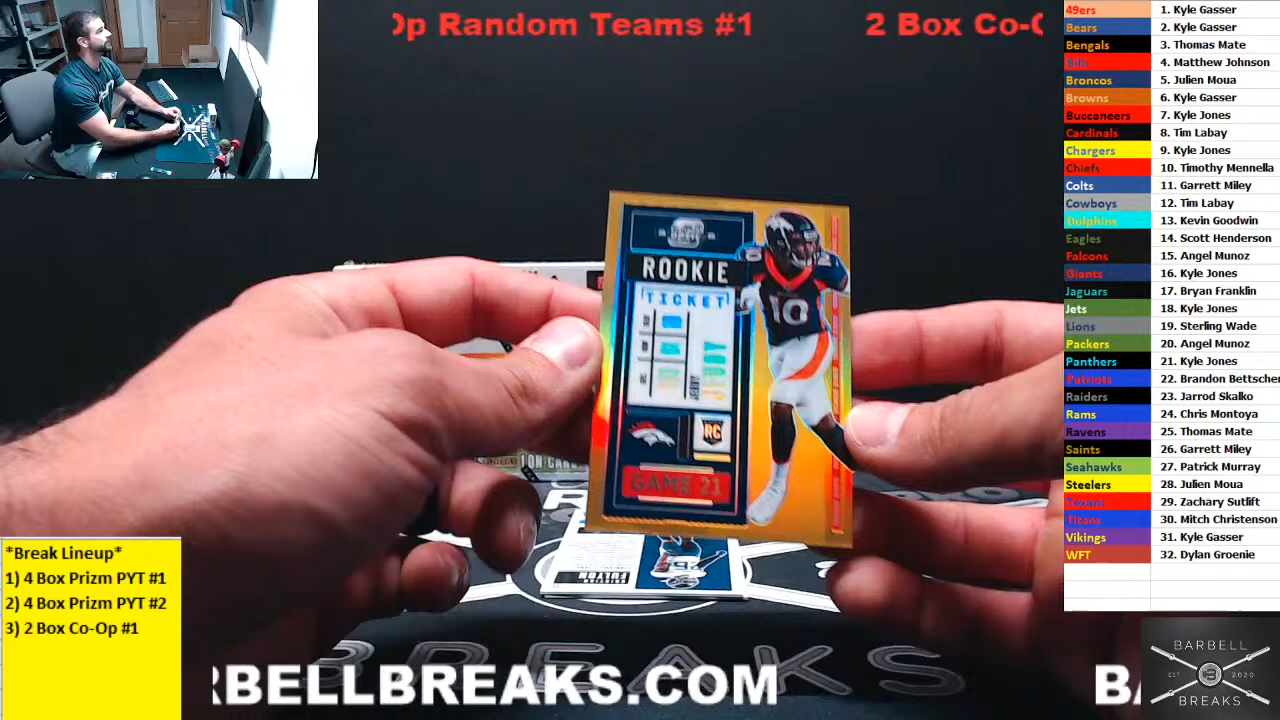 Op Random Teams #1
2 Box Co-O
49ers 1. Kyle Gasser
Bears 2. Kyle Gasser
Bengals 3. Thomas Mate
Bills 4. Matthew Johnson
Broncos 5. Julien Moua
Browns 6. Kyle Gasser
Buccaneers 7. Kyle Jones
Cardinals 8. Tim Labay
Chargers 9. Kyle Jones
Chiefs 10. Timothy Mennella
Colts 11. Garrett Miley
Cowboys 12. Tim Labay
Dolphins 13. Kevin Goodwin
Eagles 14. Scott Henderson
Falcons 15. Angel Munoz
Giants 16. Kyle Jones
Jaguars 17. Bryan Franklin
Jets 18. Kyle Jones
Lions 19. Sterling Wade
Packers 20. Angel Munoz
Panthers 21. Kyle Jones
Patriots 22. Brandon Bettscher
Raiders 23. Jarrod Skalko
Rams 24. Chris Montoya
Ravens 25. Thomas Mate
Saints 26. Garrett Miley
Seahawks 27. Patrick Murray
Steelers 28. Julien Moua
Texans 29. Zachary Sutlift
Titans 30. Mitch Christenson
Vikings 31. Kyle Gasser
WFT 32. Dylan Groenie
ROOKIE
TICKET
JEUDY
10
RC
GAME 21
*Break Lineup*
1) 4 Box Prizm PYT #1
2) 4 Box Prizm PYT #2
3) 2 Box Co-Op #1
BREAKS
RBELLBREAKS.COM
BA
BARBELL
EST 2020
BREAKS